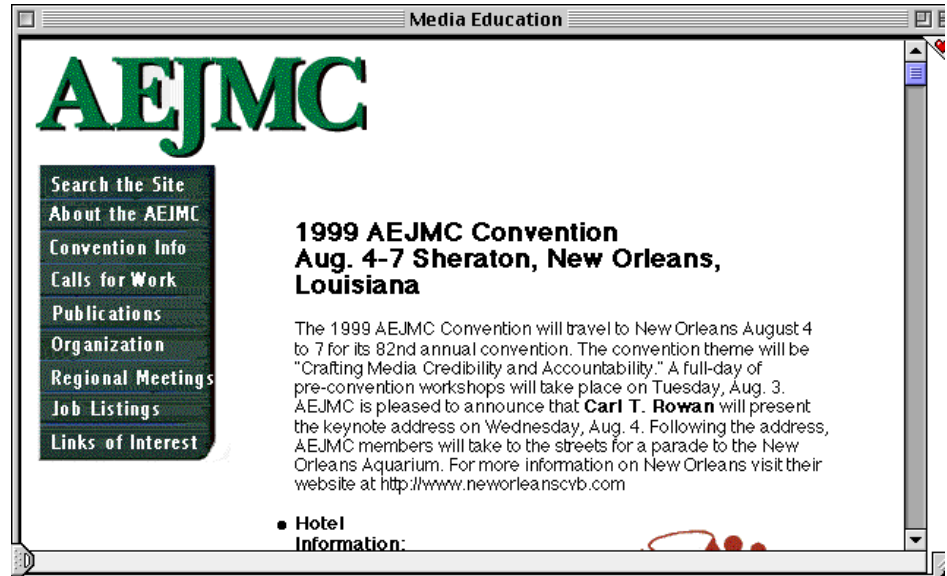 Media Education
AEJMC
Search the Site
About the AEJMC
Convention Info
Calls for Work
Publications
Organization
Regional Meetings
Job Listings
Links of Interest
1999 AEJMC Convention
Aug. 4-7 Sheraton, New Orleans,
Louisiana
The 1999 AEJMC Convention will travel to New Orleans August 4
to 7 for its 82nd annual convention. The convention theme will be
"Crafting Media Credibility and Accountability." A full-day of
pre-convention workshops will take place on Tuesday, Aug. 3.
AEJMC is pleased to announce that Carl T. Rowan will present
the keynote address on Wednesday, Aug. 4. Following the address,
AEJMC members will take to the streets for a parade to the New
Orleans Aquarium. For more information on New Orleans visit their
website at http://www.neworleanscvb.com
• Hotel
Information: